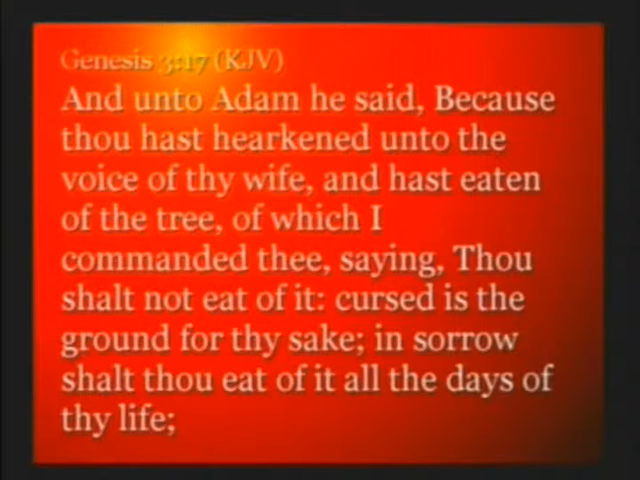 Genesis 3:17 (KJV)
And unto Adam he said, Because
thou hast hearkened unto the
voice of thy wife, and hast eaten
of the tree, of which I
commanded thee, saying, Thou
shalt not eat of it: cursed is the
ground for thy sake; in sorrow
shalt thou eat of it all the days of
thy life;